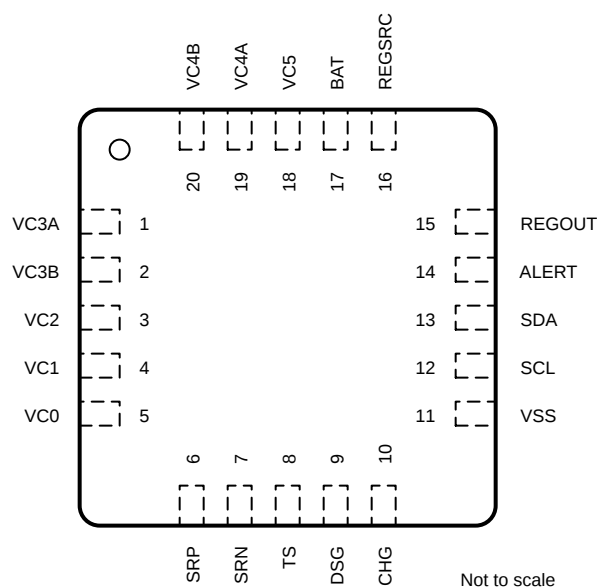 VC4B VC4A VC5 BAT REGSRC
20 19 18 17 16
VC3A 1 15 REGOUT
VC3B 2 14 ALERT
VC2 3 13 SDA
VC1 4 12 SCL
VC0 5 11 VSS
6 7 8 9 10
SRP SRN TS DSG CHG
Not to scale